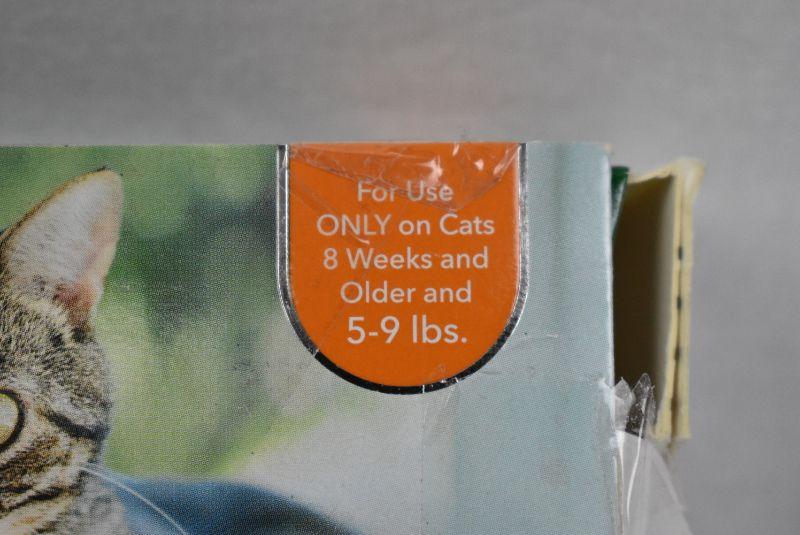 For Use
ONLY on Cats
8 Weeks and
Older and
5-9 lbs.